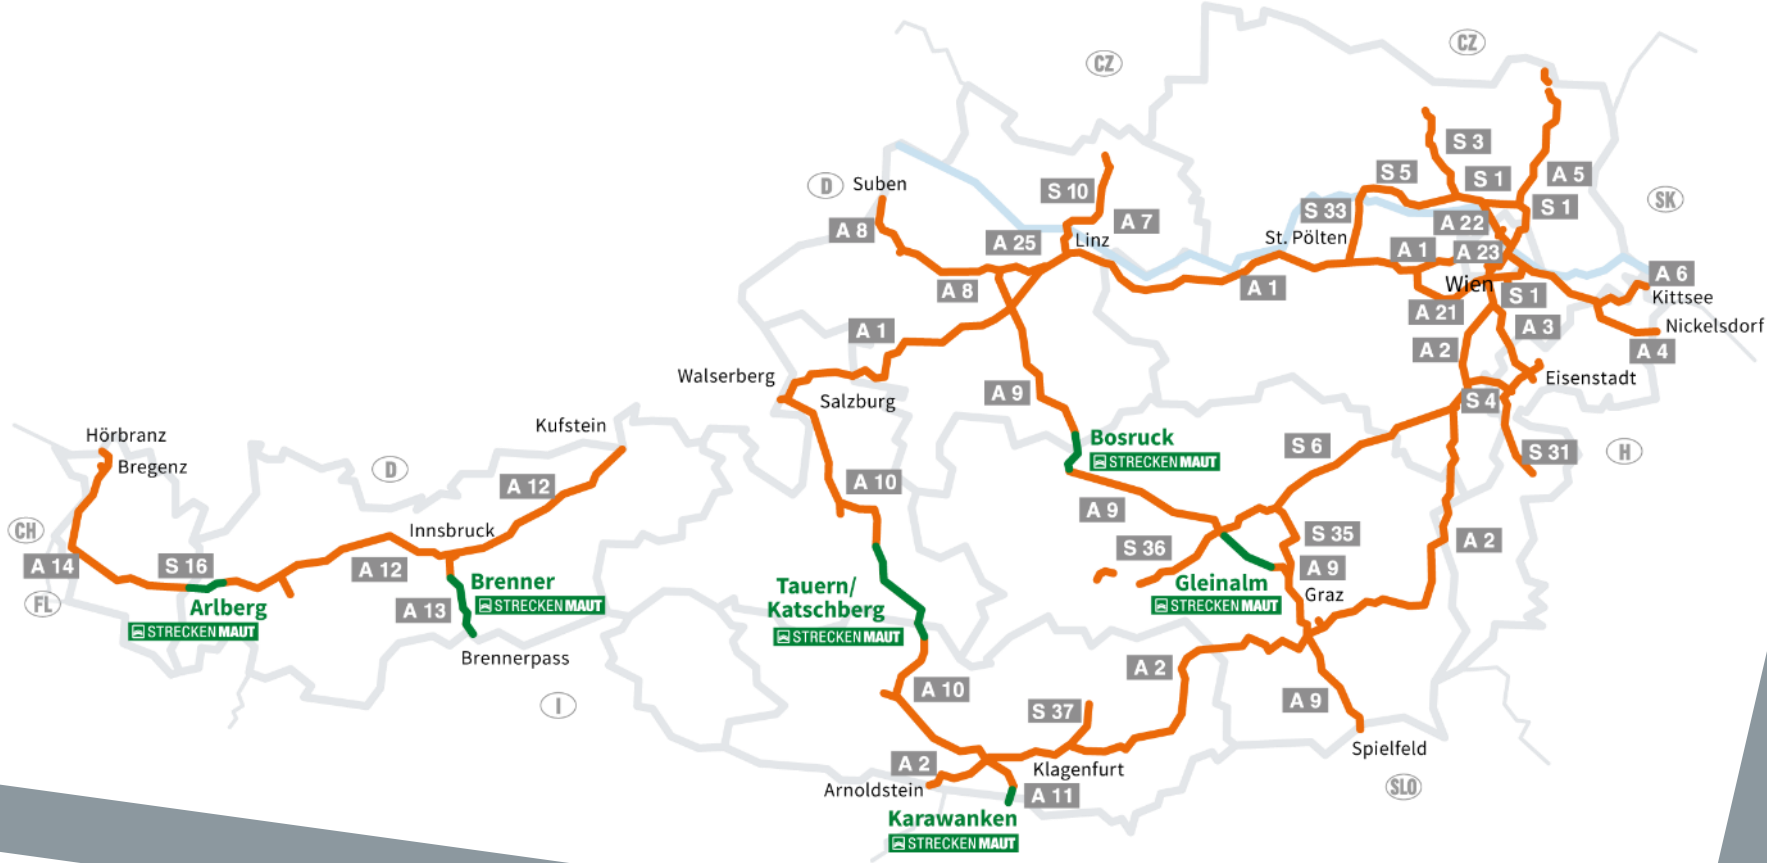 CZ
CZ
S 3
S 5
S 1
A 5
D
Suben
S 10
SK
S 33
S 1
A 8
A 7
A 22
A 25
Linz
St. Pölten
A 1
A 23
A 6
Wien
Kittsee
A 8
A 1
S 1
A 21
A 3
Nickelsdorf
A 1
A 2
A 4
Walserberg
Eisenstadt
Salzburg
A 9
S 4
Kufstein
Hörbranz
Bregenz
Bosruck
STRECKENMAUT
S 6
S 31
H
D
A 12
A 10
A 9
CH
Innsbruck
S 35
A 2
S 36
A 14
S 16
A 12
A 9
Brenner
STRECKENMAUT
Gleinalm
STRECKENMAUT
Graz
FL
Arlberg
STRECKENMAUT
A 13
Tauern/
Katschberg
STRECKENMAUT
Brennerpass
A 2
A 10
A 9
I
S 37
Spielfeld
A 2
Klagenfurt
Arnoldstein
A 11
SLO
Karawanken
STRECKENMAUT